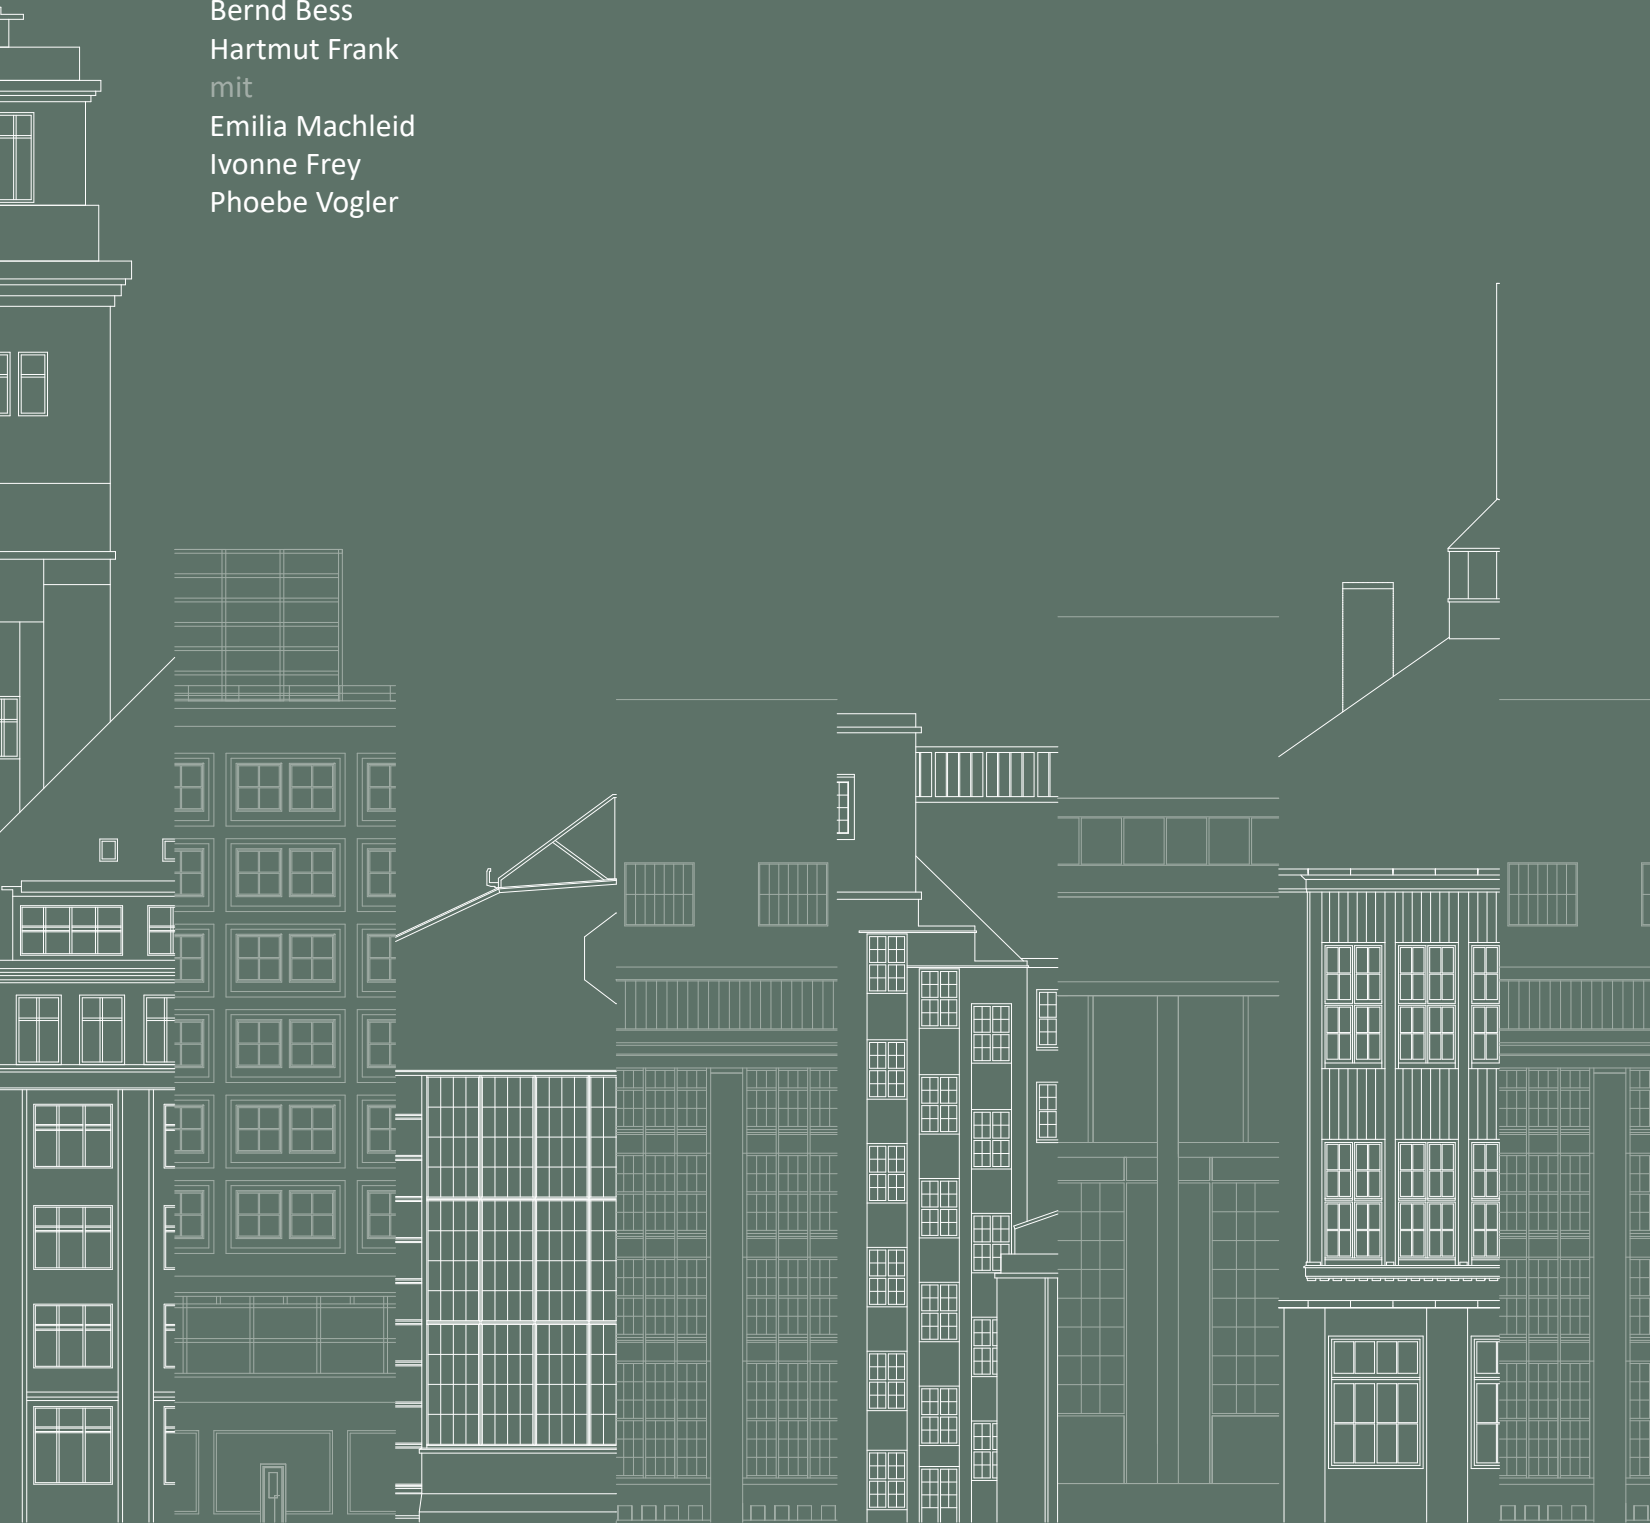 Bernd Bess
Hartmut Frank
mit
Emilia Machleid
Ivonne Frey
Phoebe Vogler